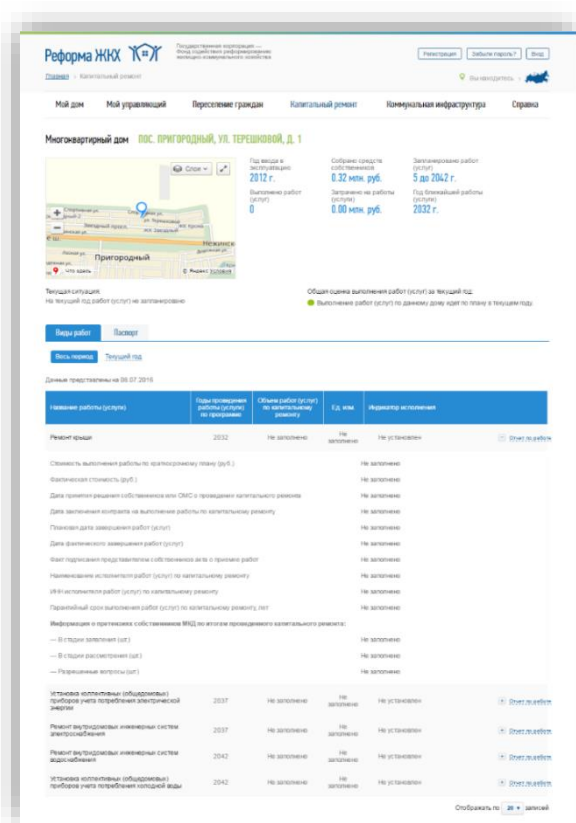 Реформа ЖКХ
Государственная корпорация —
Фонд содействия реформированию
жилищно-коммунального хозяйства
Регистрация Забыли пароль? Вход
Главная › Капитальный ремонт
Вы находитесь
Мой дом Мой управляющий Переселение граждан Капитальный ремонт Коммунальная инфраструктура Справка
Многоквартирный дом ПОС. ПРИГОРОДНЫЙ, УЛ. ТЕРЕШКОВОЙ, Д. 1
Слои
Пригородный
Что здесь © Яндекс Условия
Год ввода в
эксплуатацию
2012 г.
Собрано средств
собственников
0.32 млн. руб.
Запланировано работ
(услуг)
5 до 2042 г.
Выполнено работ
(услуг)
0
Затрачено на работы
(услуги)
0.00 млн. руб.
Год ближайшей работы
(услуги)
2032 г.
Текущая ситуация:
На текущий год работ (услуг) не запланировано
Общая оценка выполнения работ (услуг) за текущий год:
Выполнение работ (услуг) по данному дому идет по плану в текущем году
Виды работ Паспорт
Весь период Текущий год
Название работы (услуги)
Годы проведения
работы (услуги)
по программе
Объем работ (услуг)
по капитальному
ремонту
Ед. изм.
Индикатор исполнения
Ремонт крыши 2032 Не заполнено Не заполнено Не установлен Отчет по работе
Стоимость выполнения работы по краткосрочному плану (руб.) Не заполнено
Фактическая стоимость (руб.) Не заполнено
Дата принятия решения собственников или ОМС о проведении капитального ремонта Не заполнено
Дата заключения контракта на выполнение работы по капитальному ремонту Не заполнено
Плановая дата завершения работ (услуг) Не заполнено
Дата фактического завершения работ (услуг) Не заполнено
Факт подписания представителем собственников акта о приемке работ Не заполнено
Наименование исполнителя работ (услуг) по капитальному ремонту Не заполнено
ИНН исполнителя работ (услуг) по капитальному ремонту Не заполнено
Гарантийный срок выполнения работ (услуг) по капитальному ремонту, лет Не заполнено
Информация о претензиях собственников МКД по итогам проведенного капитального ремонта:
— В стадии заявления (шт.) Не заполнено
— В стадии рассмотрения (шт.) Не заполнено
— Разрешенные вопросы (шт.) Не заполнено
Установка коллективных (общедомовых)
приборов учета потребления электрической
энергии
2037 Не заполнено Не заполнено Не установлен Отчет по работе
Ремонт внутридомовых инженерных систем
электроснабжения
2037 Не заполнено Не заполнено Не установлен Отчет по работе
Ремонт внутридомовых инженерных систем
водоснабжения
2042 Не заполнено Не заполнено Не установлен Отчет по работе
Установка коллективных (общедомовых)
приборов учета потребления холодной воды
2042 Не заполнено Не заполнено Не установлен Отчет по работе
Отображать по 20 записей